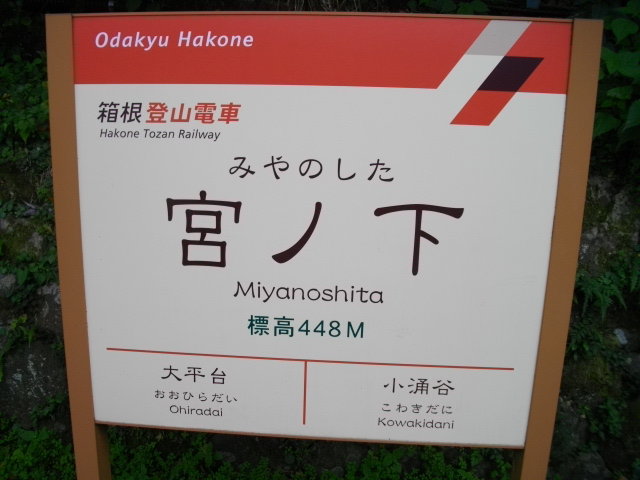 Odakyu Hakone
箱根登山電車
Hakone Tozan Railway
みやのした
宮ノ下
Miyanoshita
標高448M
大平台
おおひらだい
Ohiradai
小涌谷
こわきだに
Kowakidani